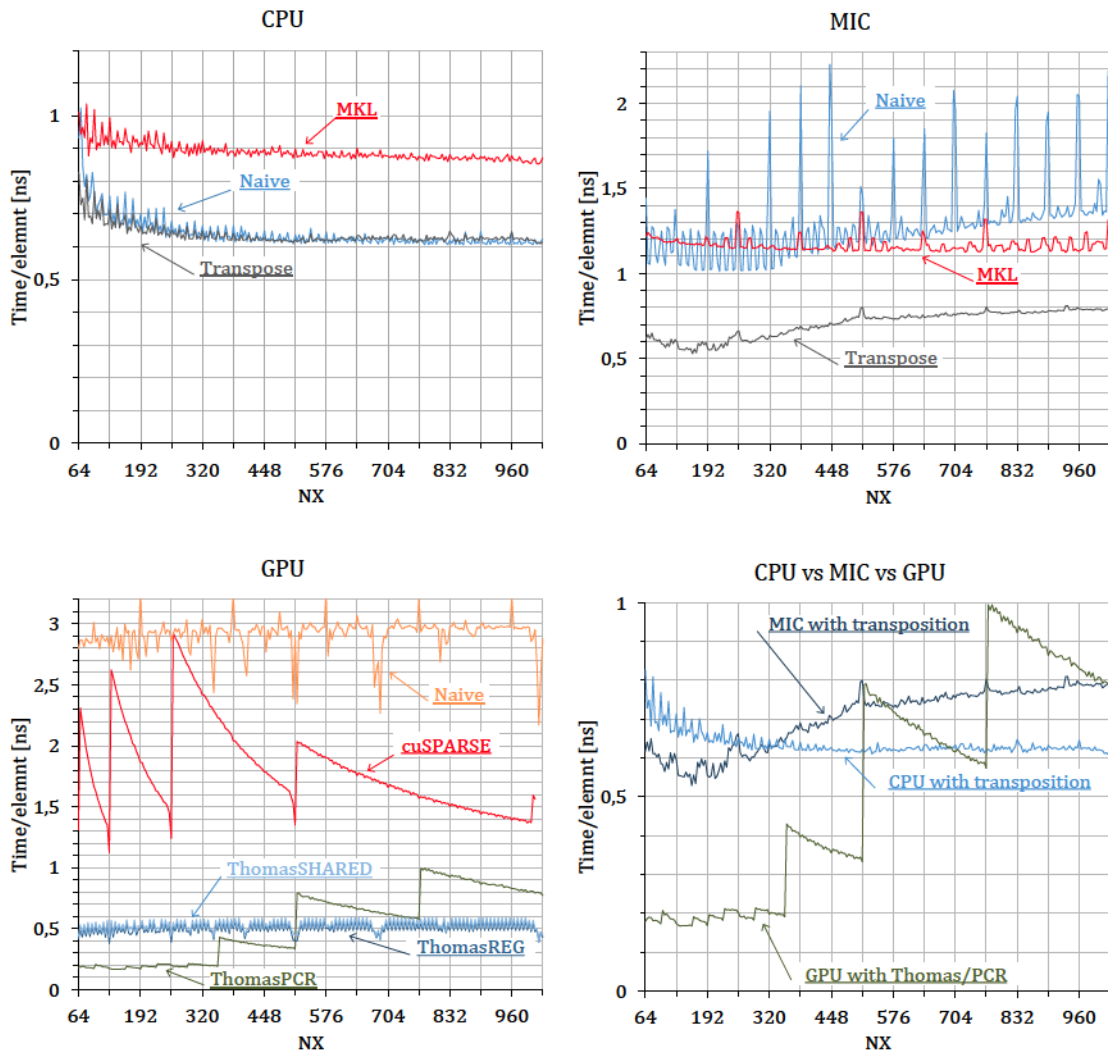 CPU
Time/elemnt [ns]
1
0,5
0
MKL
Naive
Transpose
64 192 320 448 576 704 832 960
NX
MIC
Time/elemnt [ns]
2
1,5
1
0,5
0
Naive
MKL
Transpose
64 192 320 448 576 704 832 960
NX
GPU
Time/elemnt [ns]
3
2,5
2
1,5
1
0,5
0
Naive
cuSPARSE
ThomasSHARED
ThomasREG
ThomasPCR
64 192 320 448 576 704 832 960
NX
CPU vs MIC vs GPU
Time/elemnt [ns]
1
0,5
0
MIC with transposition
CPU with transposition
GPU with Thomas/PCR
64 192 320 448 576 704 832 960
NX